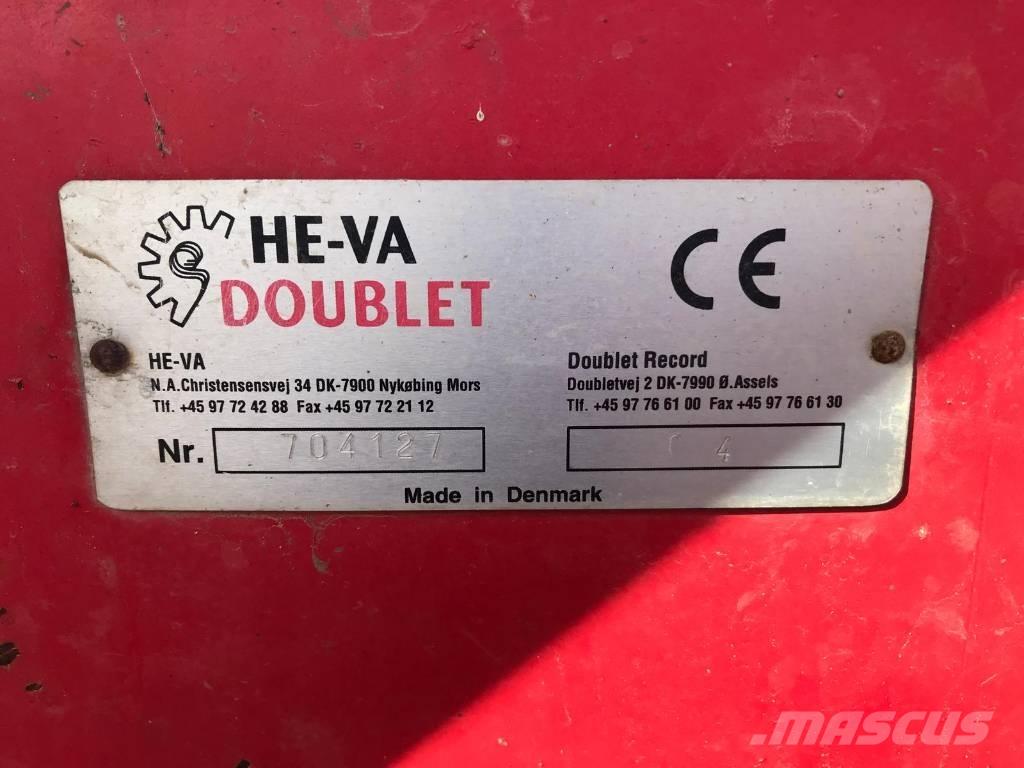 HE-VA
DOUBLET
CE
HE-VA
N.A.Christensensvej 34 DK-7900 Nykøbing Mors
Tlf. +45 97 72 42 88 Fax +45 97 72 21 12
Doublet Record
Doubletvej 2 DK-7990 Ø.Assels
Tlf. +45 97 76 61 00 Fax +45 97 76 61 30
Nr. 704127
4
Made in Denmark
MASCUS